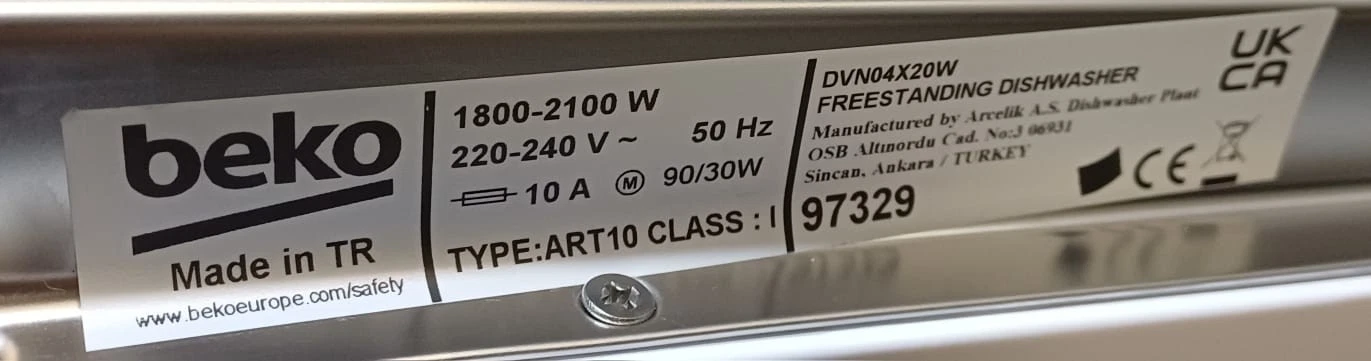 beko
Made in TR
www.bekoeurope.com/safety
1800-2100 W
220-240 V ~ 50 Hz
10 A M 90/30W
TYPE:ART10 CLASS : I
DVN04X20W
FREESTANDING DISHWASHER
Manufactured by Arcelik A.S. Dishwasher Plant
OSB Altınordu Cad. No:3 06931
Sincan, Ankara / TURKEY
97329
UK
CA
CE